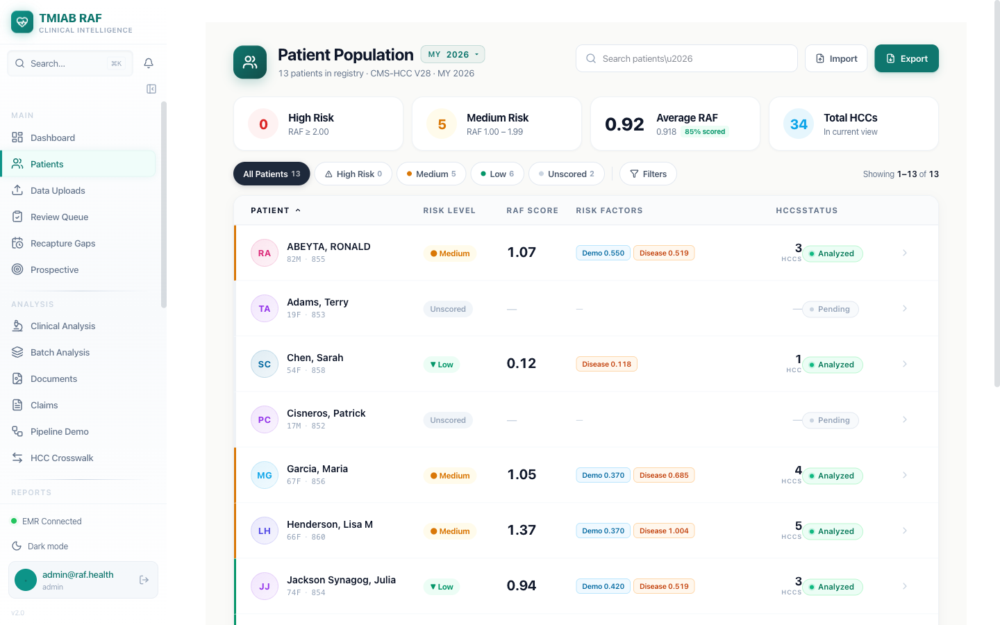 TMIAB RAF
CLINICAL INTELLIGENCE
Search...
⌘K
MAIN
Dashboard
Patients
Data Uploads
Review Queue
Recapture Gaps
Prospective
ANALYSIS
Clinical Analysis
Batch Analysis
Documents
Claims
Pipeline Demo
HCC Crosswalk
REPORTS
EMR Connected
Dark mode
admin@raf.health
admin
v2.0
Patient Population
MY 2026
13 patients in registry · CMS-HCC V28 · MY 2026
Search patients\u2026
Import
Export
0
High Risk
RAF ≥ 2.00
5
Medium Risk
RAF 1.00 – 1.99
0.92
Average RAF
0.918 85% scored
34
Total HCCs
In current view
All Patients 13
High Risk 0
Medium 5
Low 6
Unscored 2
Filters
Showing 1–13 of 13
PATIENT RISK LEVEL RAF SCORE RISK FACTORS HCCS STATUS
RA ABEYTA, RONALD Medium 1.07 Demo 0.550 Disease 0.519 3 Analyzed
82M · 855 HCCS
TA Adams, Terry Unscored — – — Pending
19F · 853
SC Chen, Sarah Low 0.12 Disease 0.118 1 Analyzed
54F · 858 HCC
PC Cisneros, Patrick Unscored — – — Pending
17M · 852
MG Garcia, Maria Medium 1.05 Demo 0.370 Disease 0.685 4 Analyzed
67F · 856 HCCS
LH Henderson, Lisa M Medium 1.37 Demo 0.370 Disease 1.004 5 Analyzed
66F · 860 HCCS
JJ Jackson Synagog, Julia Low 0.94 Demo 0.420 Disease 0.519 3 Analyzed
74F · 854 HCCS